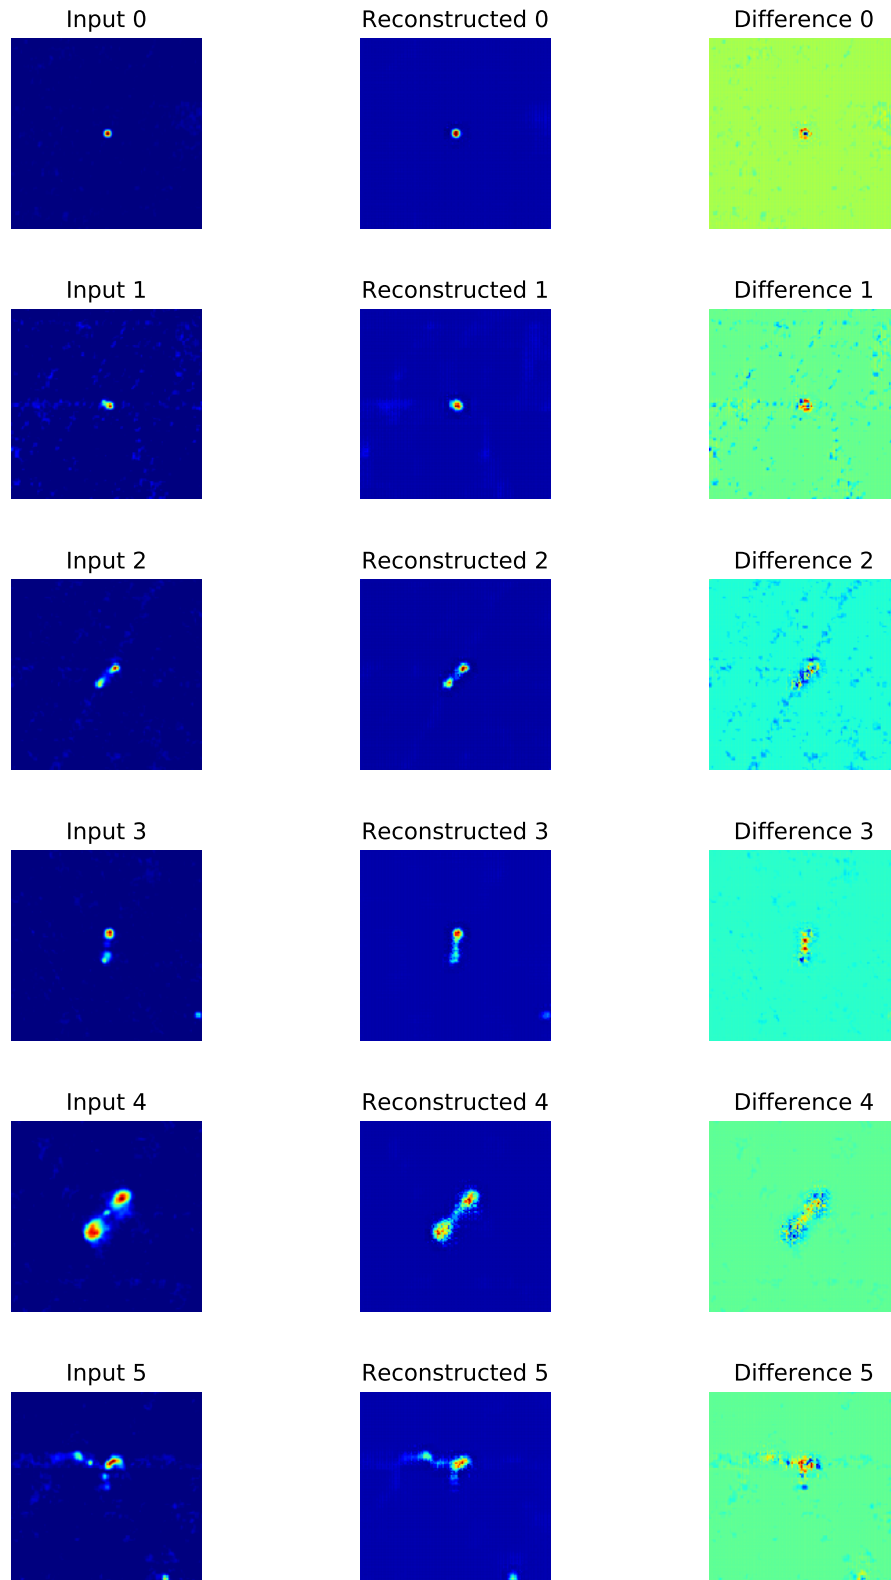 Input 0 Reconstructed 0 Difference 0
Input 1 Reconstructed 1 Difference 1
Input 2 Reconstructed 2 Difference 2
Input 3 Reconstructed 3 Difference 3
Input 4 Reconstructed 4 Difference 4
Input 5 Reconstructed 5 Difference 5